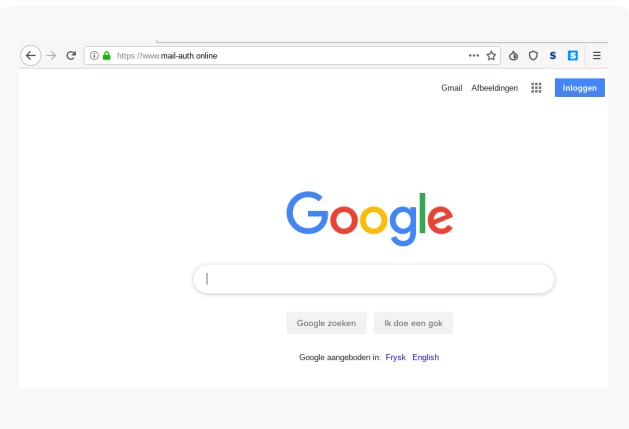 https://www.mail-auth.online
S S
Gmail Afbeeldingen Inloggen
Google
Google zoeken Ik doe een gok
Google aangeboden in: Frysk English